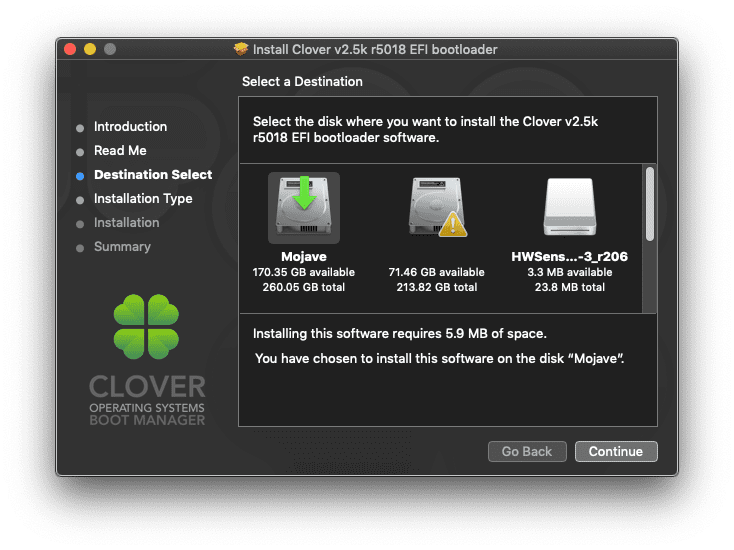 Install Clover v2.5k r5018 EFI bootloader
Select a Destination
Introduction
Read Me
Destination Select
Installation Type
Installation
Summary
CLOVER
OPERATING SYSTEMS
BOOT MANAGER
Select the disk where you want to install the Clover v2.5k
r5018 EFI bootloader software.
Mojave
170.35 GB available
260.05 GB total
71.46 GB available
213.82 GB total
HWSens...-3_r206
3.3 MB available
23.8 MB total
Installing this software requires 5.9 MB of space.
You have chosen to install this software on the disk “Mojave”.
Go Back
Continue